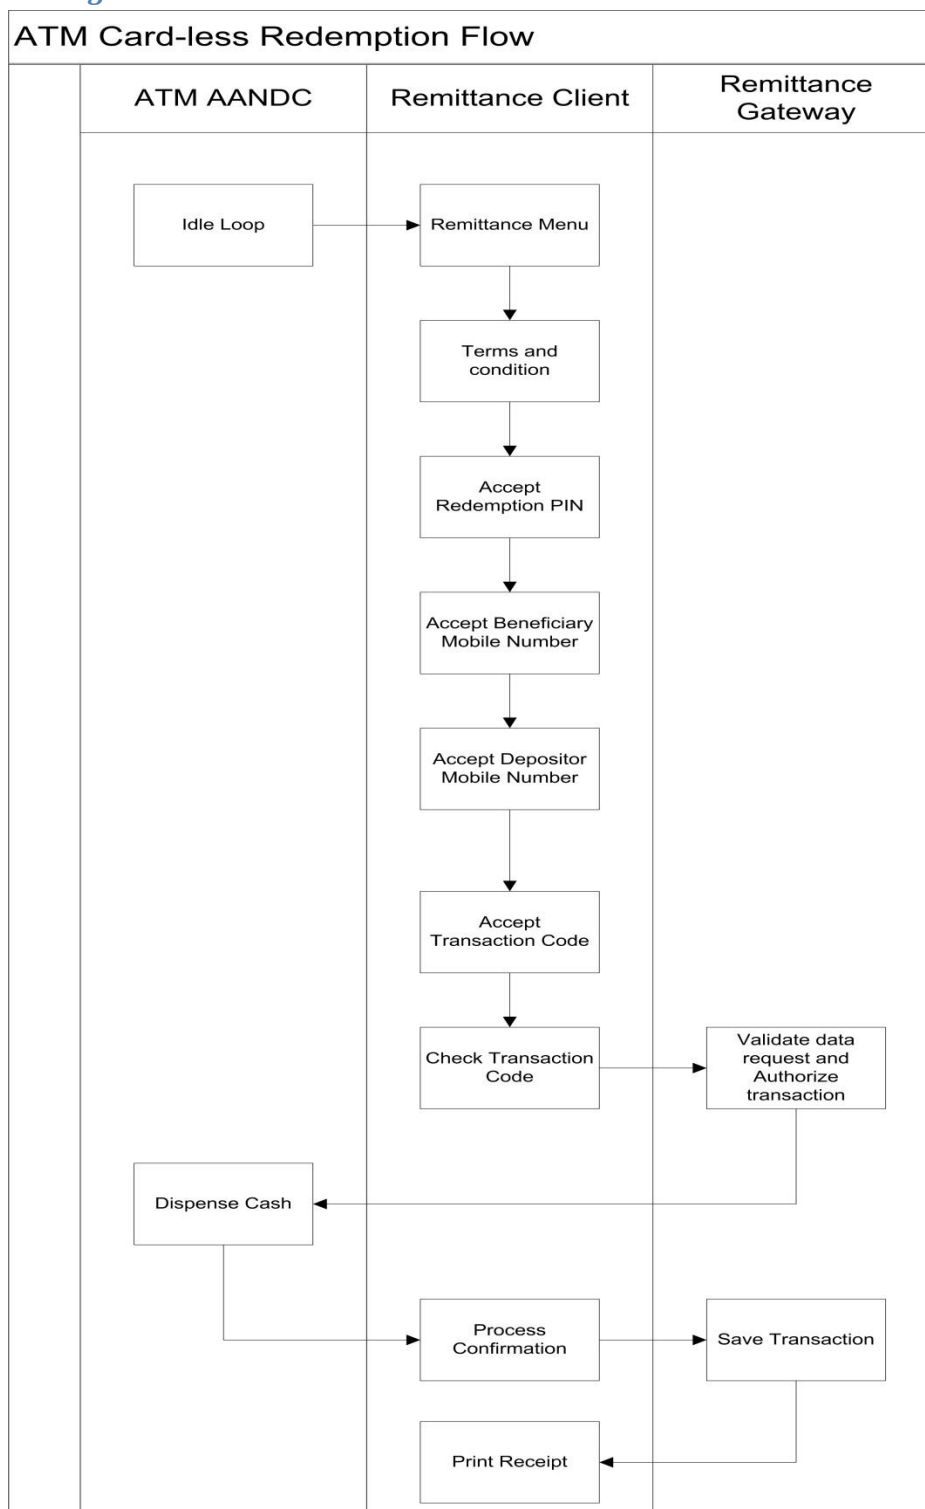 ATM Card-less Redemption Flow
ATM AANDC
Remittance Client
Remittance
Gateway
Idle Loop
Remittance Menu
Terms and
condition
Accept
Redemption PIN
Accept Beneficiary
Mobile Number
Accept Depositor
Mobile Number
Accept
Transaction Code
Check Transaction
Code
Validate data
request and
Authorize
transaction
Dispense Cash
Process
Confirmation
Save Transaction
Print Receipt